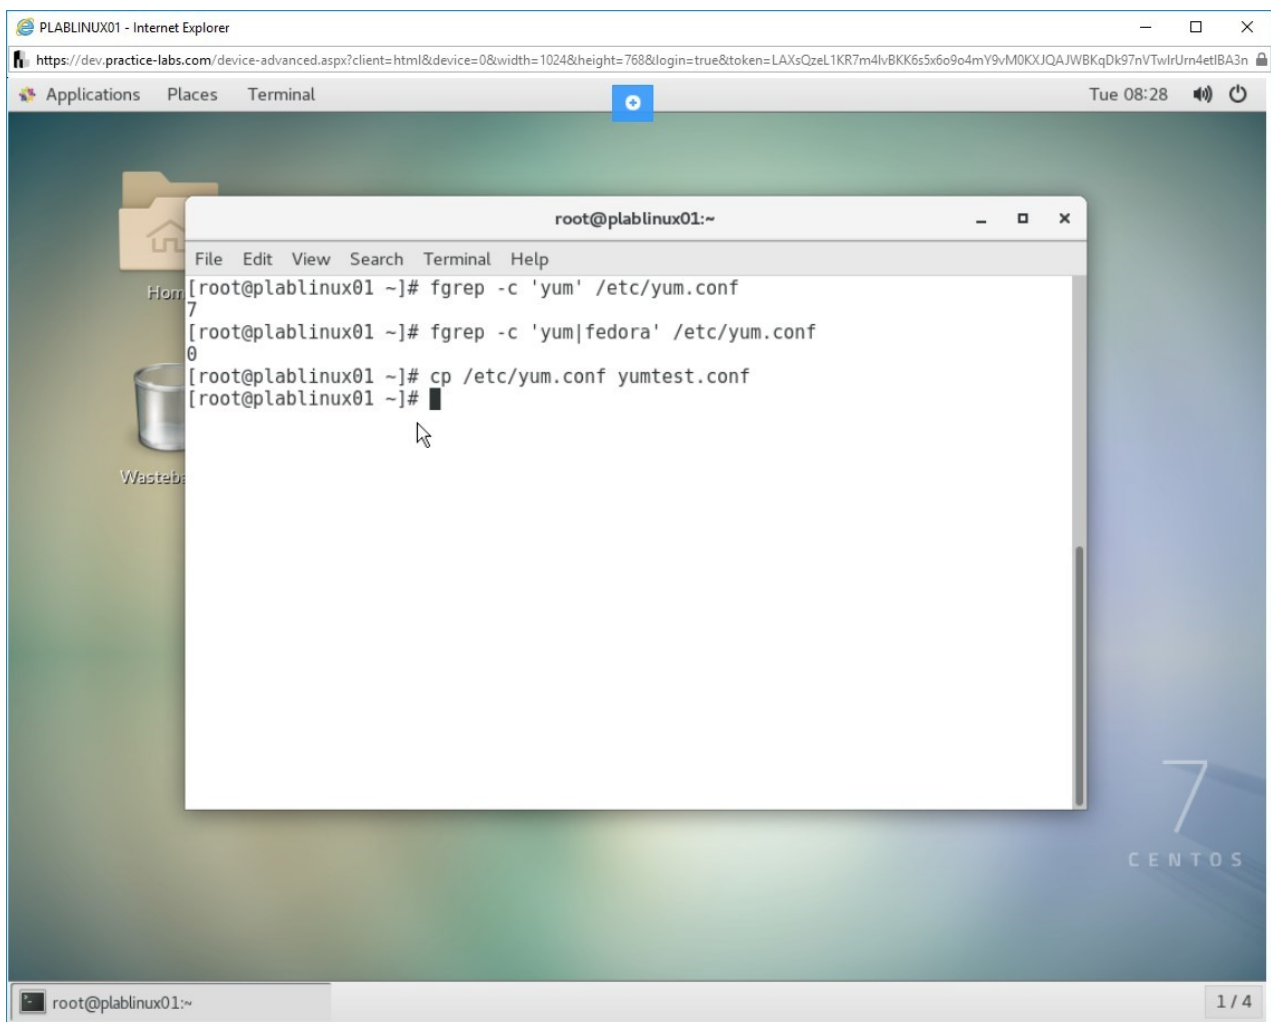 PLABLINUX01 - Internet Explorer
https://dev.practice-labs.com/device-advanced.aspx?client=html&device=0&width=1024&height=768&login=true&token=
Applications Places Terminal Tue 08:28
root@plablinux01:~
File Edit View Search Terminal Help
Hom
[root@plablinux01 ~]# fgrep -c 'yum' /etc/yum.conf
7
[root@plablinux01 ~]# fgrep -c 'yum|fedora' /etc/yum.conf
0
[root@plablinux01 ~]# cp /etc/yum.conf yumtest.conf
[root@plablinux01 ~]#
Wasteb
7
CENTOS
root@plablinux01:~ 1 / 4